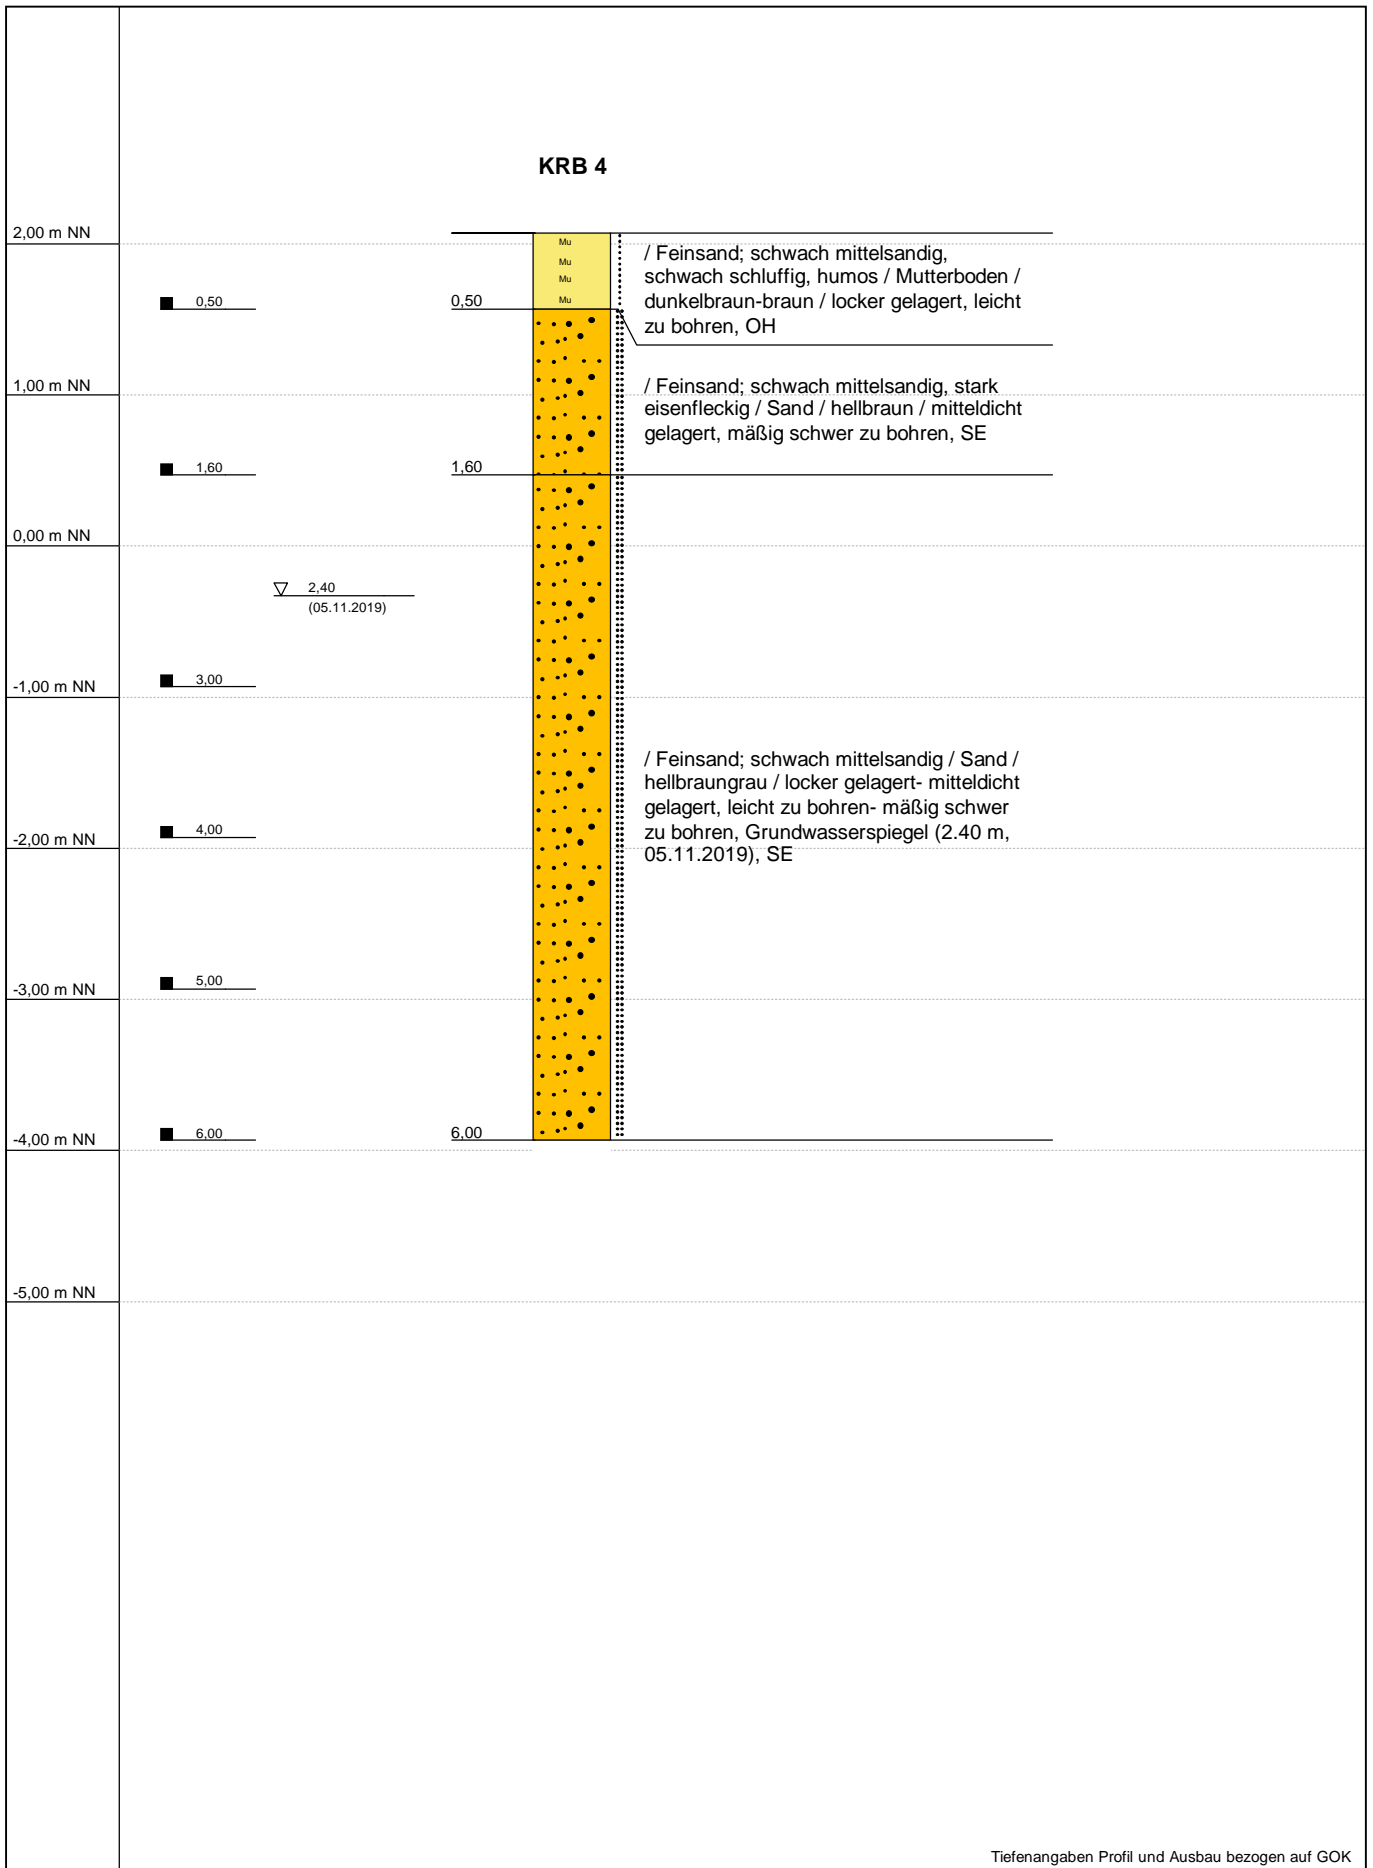 KRB 4
2,00 m NN
Mu
Mu
Mu
Mu
/ Feinsand; schwach mittelsandig,
schwach schluffig, humos / Mutterboden /
dunkelbraun-braun / locker gelagert, leicht
zu bohren, OH
0,50
0,50
1,00 m NN
/ Feinsand; schwach mittelsandig, stark
eisenfleckig / Sand / hellbraun / mitteldicht
gelagert, mäßig schwer zu bohren, SE
1,60
1,60
0,00 m NN
2,40
(05.11.2019)
3,00
-1,00 m NN
/ Feinsand; schwach mittelsandig / Sand /
hellbraungrau / locker gelagert- mitteldicht
gelagert, leicht zu bohren- mäßig schwer
zu bohren, Grundwasserspiegel (2.40 m,
05.11.2019), SE
4,00
-2,00 m NN
5,00
-3,00 m NN
6,00
6,00
-4,00 m NN
-5,00 m NN
Tiefenangaben Profil und Ausbau bezogen auf GOK